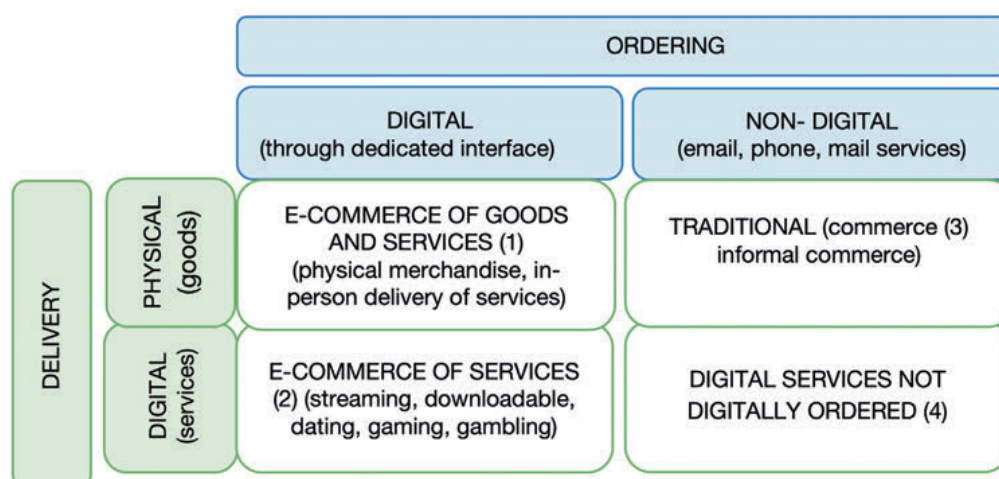 ORDERING
DIGITAL
(through dedicated interface)
NON- DIGITAL
(email, phone, mail services)
DELIVERY
PHYSICAL
(goods)
E-COMMERCE OF GOODS
AND SERVICES (1)
(physical merchandise, in-
person delivery of services)
TRADITIONAL (commerce (3)
informal commerce)
DIGITAL
(services)
E-COMMERCE OF SERVICES
(2) (streaming, downloadable,
dating, gaming, gambling)
DIGITAL SERVICES NOT
DIGITALLY ORDERED (4)